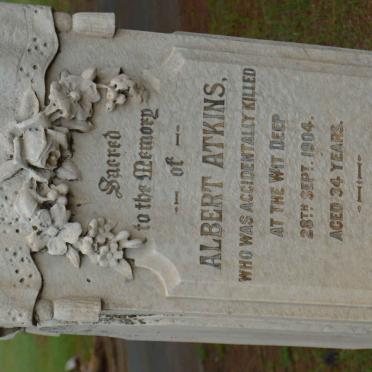 Sacred
to the Memory
of
ALBERT ATKINS,
WHO WAS ACCIDENTALLY KILLED
AT THE WIT DEEP
28TH SEPT. 1904.
AGED 34 YEARS.